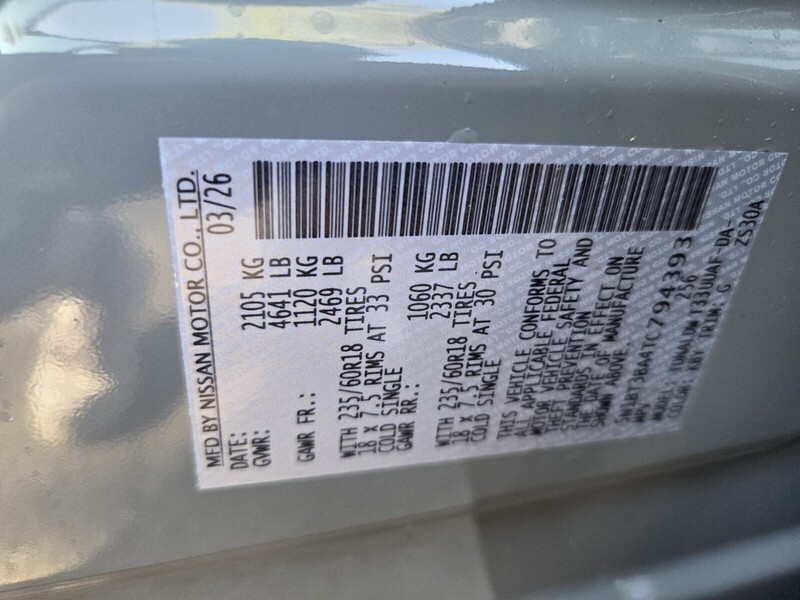 MFD BY NISSAN MOTOR CO., LTD.
DATE: 03/26
GVWR: 2105 KG
4641 LB
GAWR FR.: 1120 KG
2469 LB
WITH 235/60R18 TIRES
18 X 7.5 RIMS AT 33 PSI
COLD SINGLE
GAWR RR.: 1060 KG
2337 LB
WITH 235/60R18 TIRES
18 X 7.5 RIMS AT 30 PSI
COLD SINGLE
THIS VEHICLE CONFORMS TO
ALL APPLICABLE FEDERAL
MOTOR VEHICLE SAFETY AND
THEFT PREVENTION
STANDARDS IN EFFECT ON
THE DATE OF MANUFACTURE
SHOWN ABOVE
256
COLOR: KBY TRIM: G
ZS30A